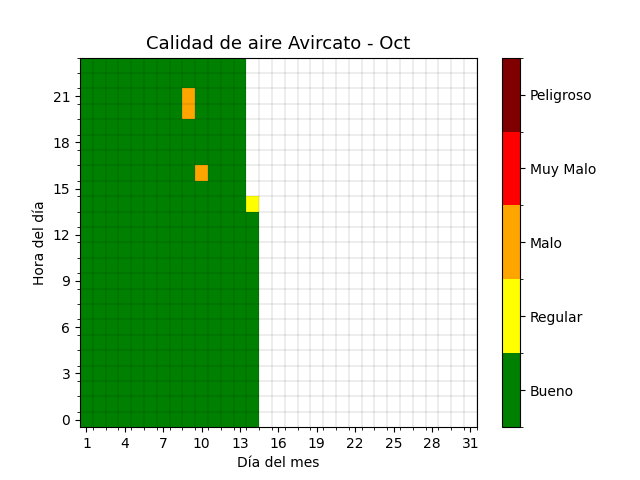 Calidad de aire Avircato - Oct
Hora del día
21
18
15
12
9
6
3
0
1 4 7 10 13 16 19 22 25 28 31
Día del mes
Peligroso
Muy Malo
Malo
Regular
Bueno